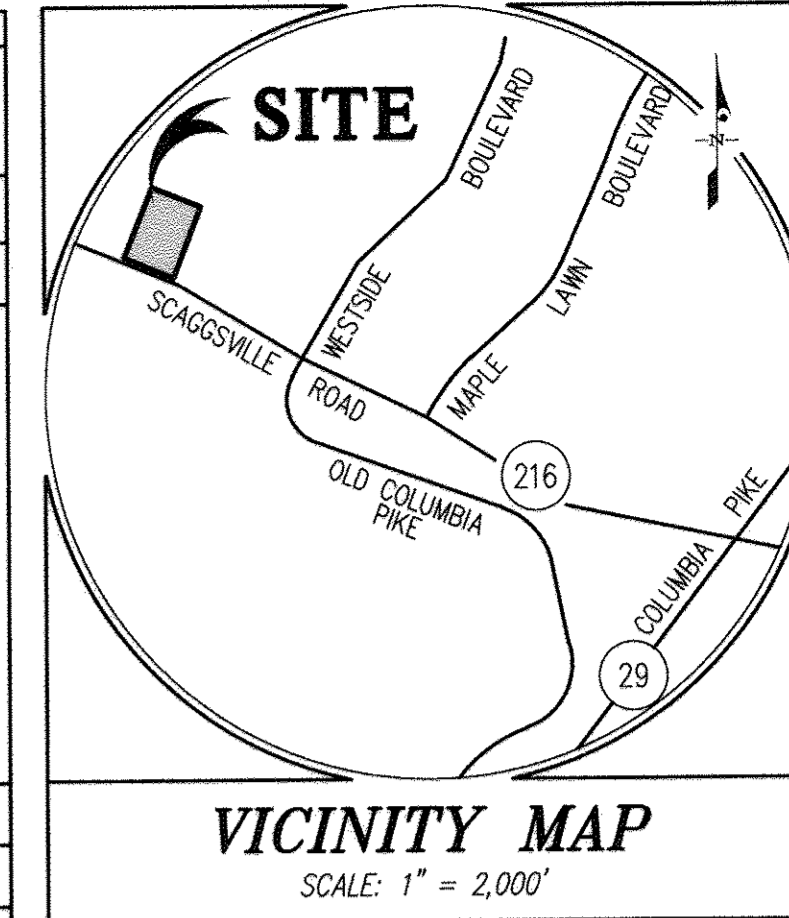 SITE
BOULEVARD
BOULEVARD
N
WESTSIDE
LAWN
SCAGGSVILLE
ROAD
MAPLE
216
OLD COLUMBIA
PIKE
PIKE
COLUMBIA
29
VICINITY MAP
SCALE: 1" = 2,000'